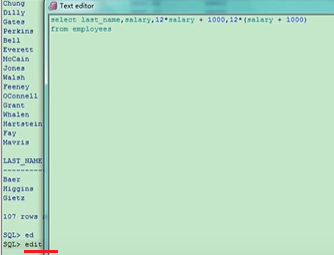 Chung
Dilly
Gates
Perkins
Bell
Everett
McCain
Jones
Walsh
Feeney
OConnell
Grant
Whalen
Hartstein
Fay
Mavris
LAST_NAME
----------
Baer
Higgins
Gietz
107 rows
SQL> ed
SQL> edit
Text editor
select last_name,salary,12*salary + 1000,12*(salary + 1000)
from employees